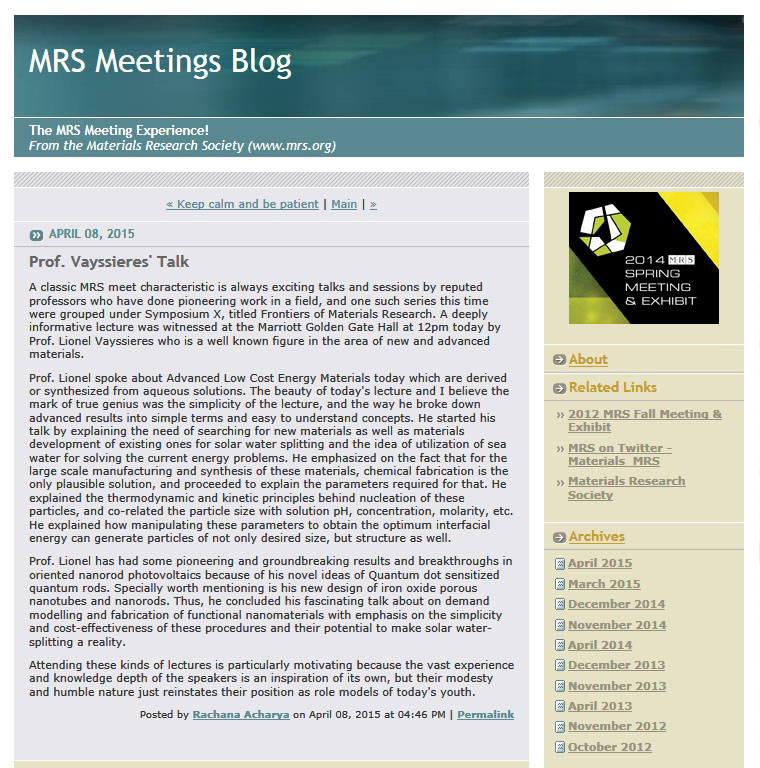 MRS Meetings Blog
The MRS Meeting Experience!
From the Materials Research Society (www.mrs.org)
« Keep calm and be patient | Main | »
APRIL 08, 2015
Prof. Vayssieres' Talk
A classic MRS meet characteristic is always exciting talks and sessions by reputed
professors who have done pioneering work in a field, and one such series this time
were grouped under Symposium X, titled Frontiers of Materials Research. A deeply
informative lecture was witnessed at the Marriott Golden Gate Hall at 12pm today by
Prof. Lionel Vayssieres who is a well known figure in the area of new and advanced
materials.
Prof. Lionel spoke about Advanced Low Cost Energy Materials today which are derived
or synthesized from aqueous solutions. The beauty of today's lecture and I believe the
mark of true genius was the simplicity of the lecture, and the way he broke down
advanced results into simple terms and easy to understand concepts. He started his
talk by explaining the need of searching for new materials as well as materials
development of existing ones for solar water splitting and the idea of utilization of sea
water for solving the current energy problems. He emphasized on the fact that for the
large scale manufacturing and synthesis of these materials, chemical fabrication is the
only plausible solution, and proceeded to explain the parameters required for that. He
explained the thermodynamic and kinetic principles behind nucleation of these
particles, and co-related the particle size with solution pH, concentration, molarity, etc.
He explained how manipulating these parameters to obtain the optimum interfacial
energy can generate particles of not only desired size, but structure as well.
Prof. Lionel has had some pioneering and groundbreaking results and breakthroughs in
oriented nanorod photovoltaics because of his novel ideas of Quantum dot sensitized
quantum rods. Specially worth mentioning is his new design of iron oxide porous
nanotubes and nanorods. Thus, he concluded his fascinating talk about on demand
modelling and fabrication of functional nanomaterials with emphasis on the simplicity
and cost-effectiveness of these procedures and their potential to make solar water-
splitting a reality.
Attending these kinds of lectures is particularly motivating because the vast experience
and knowledge depth of the speakers is an inspiration of its own, but their modesty
and humble nature just reinstates their position as role models of today's youth.
Posted by Rachana Acharya on April 08, 2015 at 04:46 PM | Permalink
2014 MRS
SPRING
MEETING
& EXHIBIT
About
Related Links
2012 MRS Fall Meeting &
Exhibit
MRS on Twitter -
Materials_MRS
Materials Research
Society
Archives
April 2015
March 2015
December 2014
November 2014
April 2014
December 2013
November 2013
April 2013
November 2012
October 2012